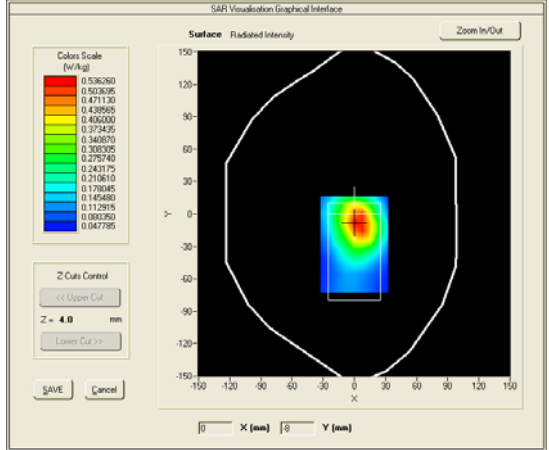 SAR Visualisation Graphical Interface
Surface Radiated Intensity
Zoom In/Out
Colors Scale
(W/kg)
0.536260
0.503695
0.471130
0.438565
0.406000
0.373435
0.340870
0.308305
0.275740
0.243175
0.210610
0.178045
0.145480
0.112915
0.080350
0.047785
150
120
90
60
30
0
-30
-60
-90
-120
-150
Y
-150 -120 -90 -60 -30 0 30 60 90 120 150
X
Z Cuts Control
<< Upper Cut
Z = 4.0 mm
Lower Cut >>
SAVE Cancel
0 X (mm) -8 Y (mm)